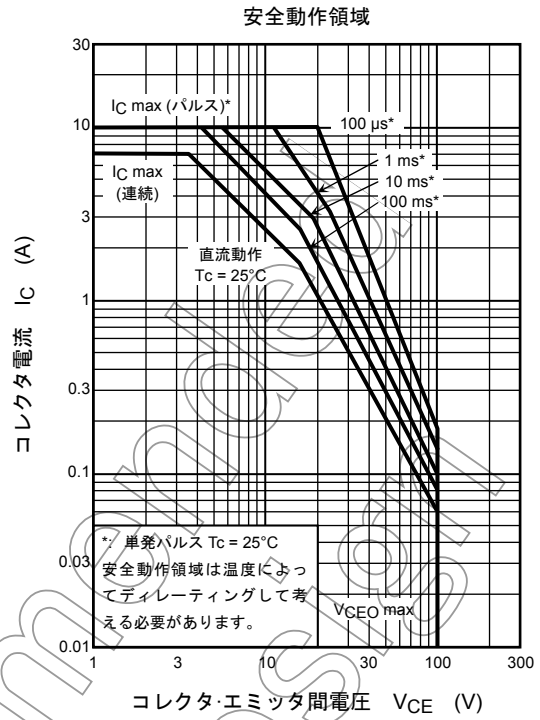 安全動作領域
30
IC max (パルス)*
10
100 μs*
IC max
(連続)
1 ms*
10 ms*
100 ms*
3
直流動作
Tc = 25°C
1
0.3
0.1
*: 単発パルス Tc = 25°C
安全動作領域は温度によっ
てディレーティングして考
える必要があります。
0.03
VCEO max
0.01
1 3 10 30 100 300
コレクタ電流 IC (A)
コレクタ·エミッタ間電圧 VCE (V)